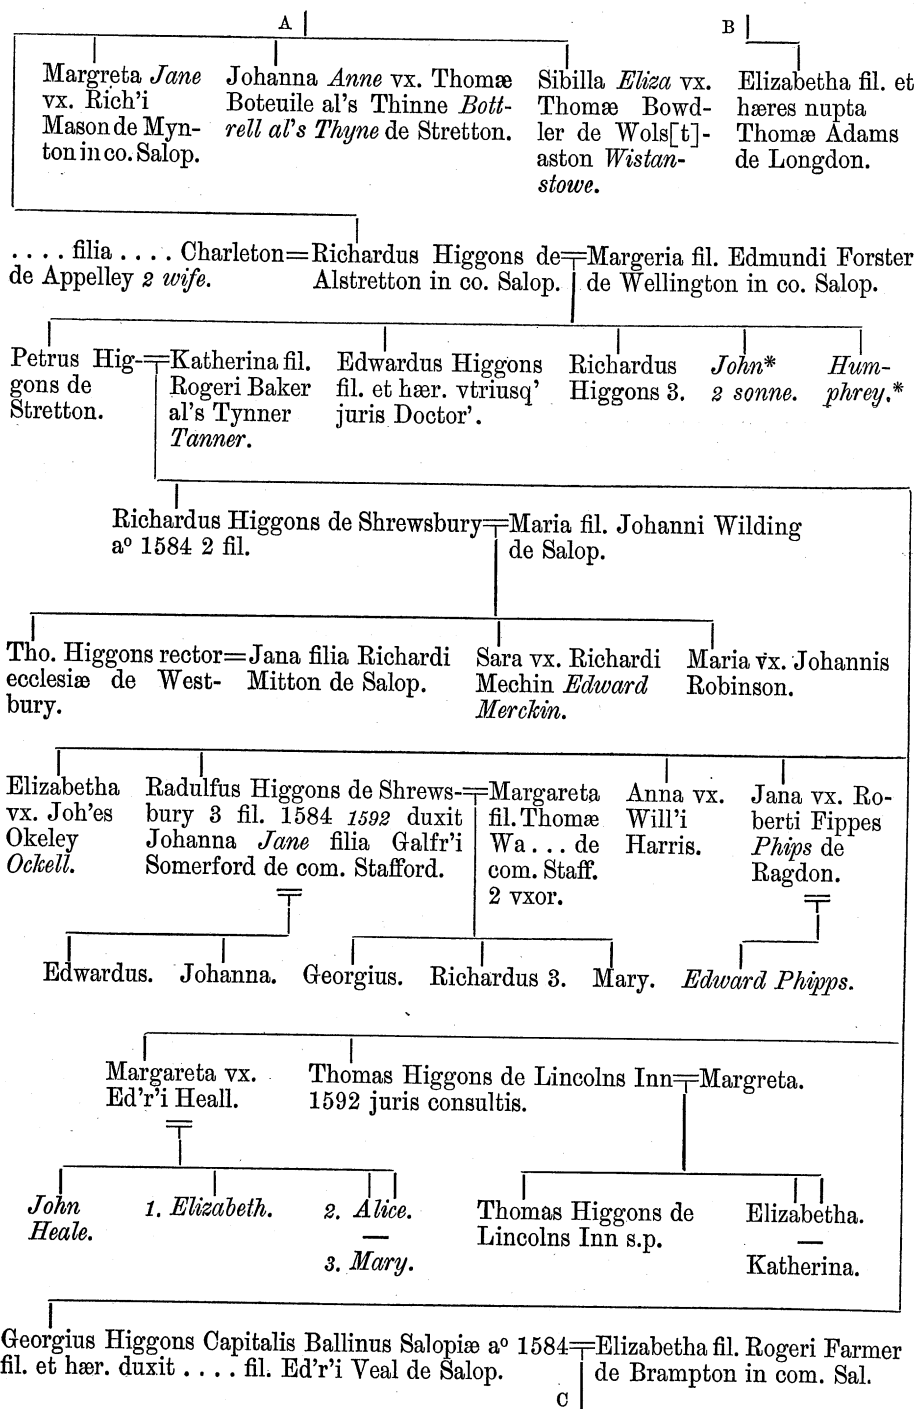 A
B
Margreta Jane
vx. Rich'i
Mason de Myn-
ton in co. Salop.
Johanna Anne vx. Thomæ
Boteuile al's Thinne Bott-
rell al's Thyne de Stretton.
Sibilla Eliza vx.
Thomæ Bowd-
ler de Wols[t]-
aston Wistan-
stowe.
Elizabetha fil. et
hæres nupta
Thomæ Adams
de Longdon.
. . . . filia . . . . Charleton=Richardus Higgons de=Margeria fil. Edmundi Forster
de Appelley 2 wife.
Alstretton in co. Salop.
de Wellington in co. Salop.
Petrus Hig-
gons de
Stretton.
=Katherina fil.
Rogeri Baker
al's Tynner
Tanner.
Edwardus Higgons
fil. et hær. vtriusq'
juris Doctor'.
Richardus
Higgons 3.
John*
2 sonne.
Hum-
phrey.*
Richardus Higgons de Shrewsbury=Maria fil. Johanni Wilding
aº 1584 2 fil.
de Salop.
Tho. Higgons rector=Jana filia Richardi
ecclesiæ de West-
bury.
Mitton de Salop.
Sara vx. Richardi
Mechin Edward
Merckin.
Maria vx. Johannis
Robinson.
Elizabetha
vx. Joh'es
Okeley
Ockell.
Radulfus Higgons de Shrews-
bury 3 fil. 1584 1592 duxit
Johanna Jane filia Galfr'i
Somerford de com. Stafford.
=Margareta
fil. Thomæ
Wa . . . de
com. Staff.
2 vxor.
Anna vx.
Will'i
Harris.
Jana vx. Ro-
berti Fippes
Phips de
Ragdon.
Edwardus.
Johanna.
Georgius.
Richardus 3.
Mary.
Edward Phipps.
Margareta vx.
Ed'r'i Heall.
Thomas Higgons de Lincolns Inn=Margreta.
1592 juris consultis.
John
Heale.
1. Elizabeth.
2. Alice.
—
3. Mary.
Thomas Higgons de
Lincolns Inn s.p.
Elizabetha.
—
Katherina.
Georgius Higgons Capitalis Ballinus Salopiæ aº 1584=Elizabetha fil. Rogeri Farmer
fil. et hær. duxit . . . . fil. Ed'r'i Veal de Salop.
de Brampton in com. Sal.
C